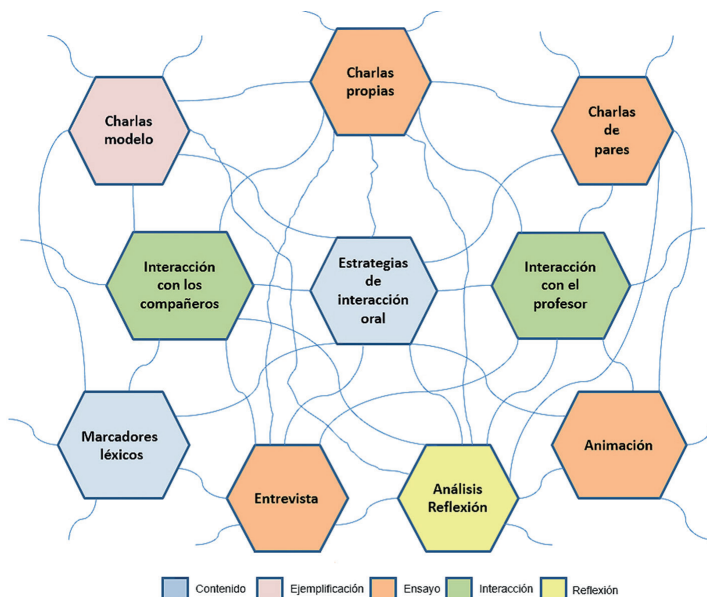 Charlas
propias
Charlas
modelo
Charlas
de
pares
Interacción
con los
compañeros
Estrategias
de
interacción
oral
Interacción
con el
profesor
Marcadores
léxicos
Entrevista
Análisis
Reflexión
Animación
Contenido Ejemplificación Ensayo Interacción Reflexión